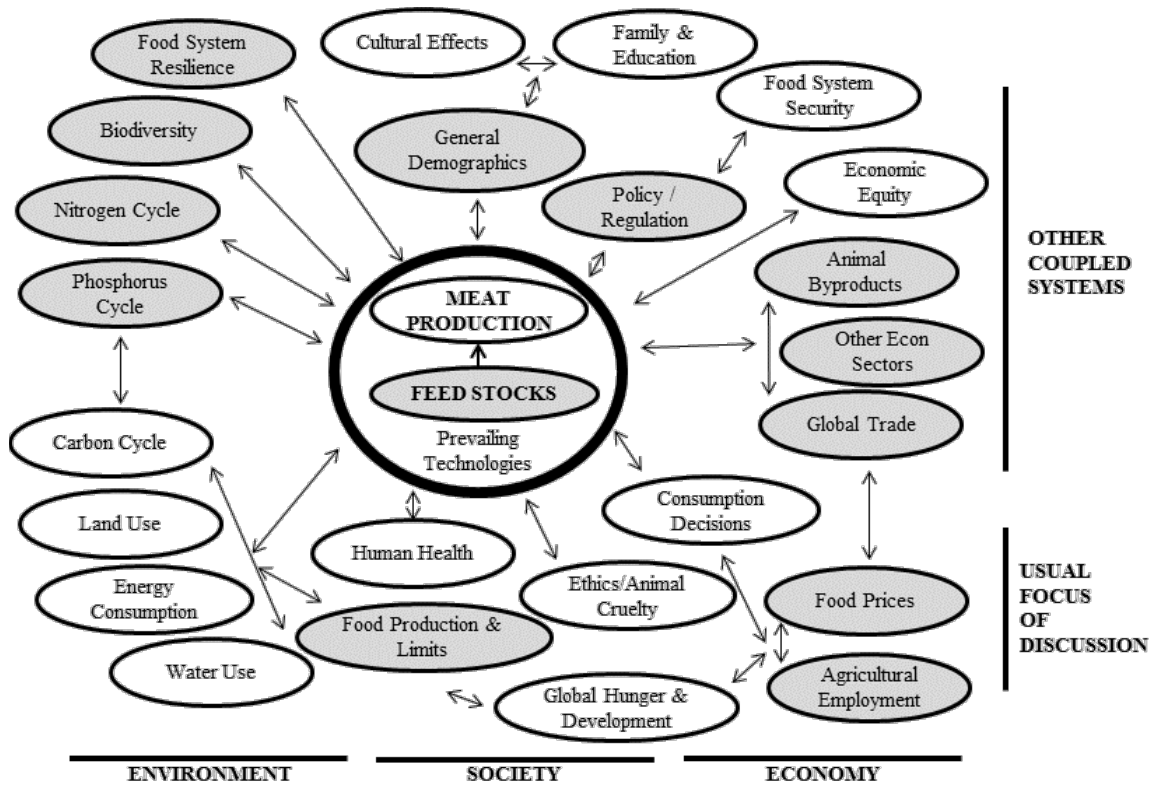 Food System
Resilience
Cultural Effects
Family &
Education
Food System
Security
Biodiversity
General
Demographics
Economic
Equity
Nitrogen Cycle
Policy /
Regulation
Phosphorus
Cycle
Animal
Byproducts
OTHER
COUPLED
SYSTEMS
MEAT
PRODUCTION
Other Econ
Sectors
FEED STOCKS
Global Trade
Prevailing
Technologies
Carbon Cycle
Consumption
Decisions
Land Use
Human Health
Energy
Consumption
Ethics/Animal
Cruelty
Food Prices
USUAL
FOCUS
OF
DISCUSSION
Food Production &
Limits
Water Use
Global Hunger &
Development
Agricultural
Employment
ENVIRONMENT
SOCIETY
ECONOMY